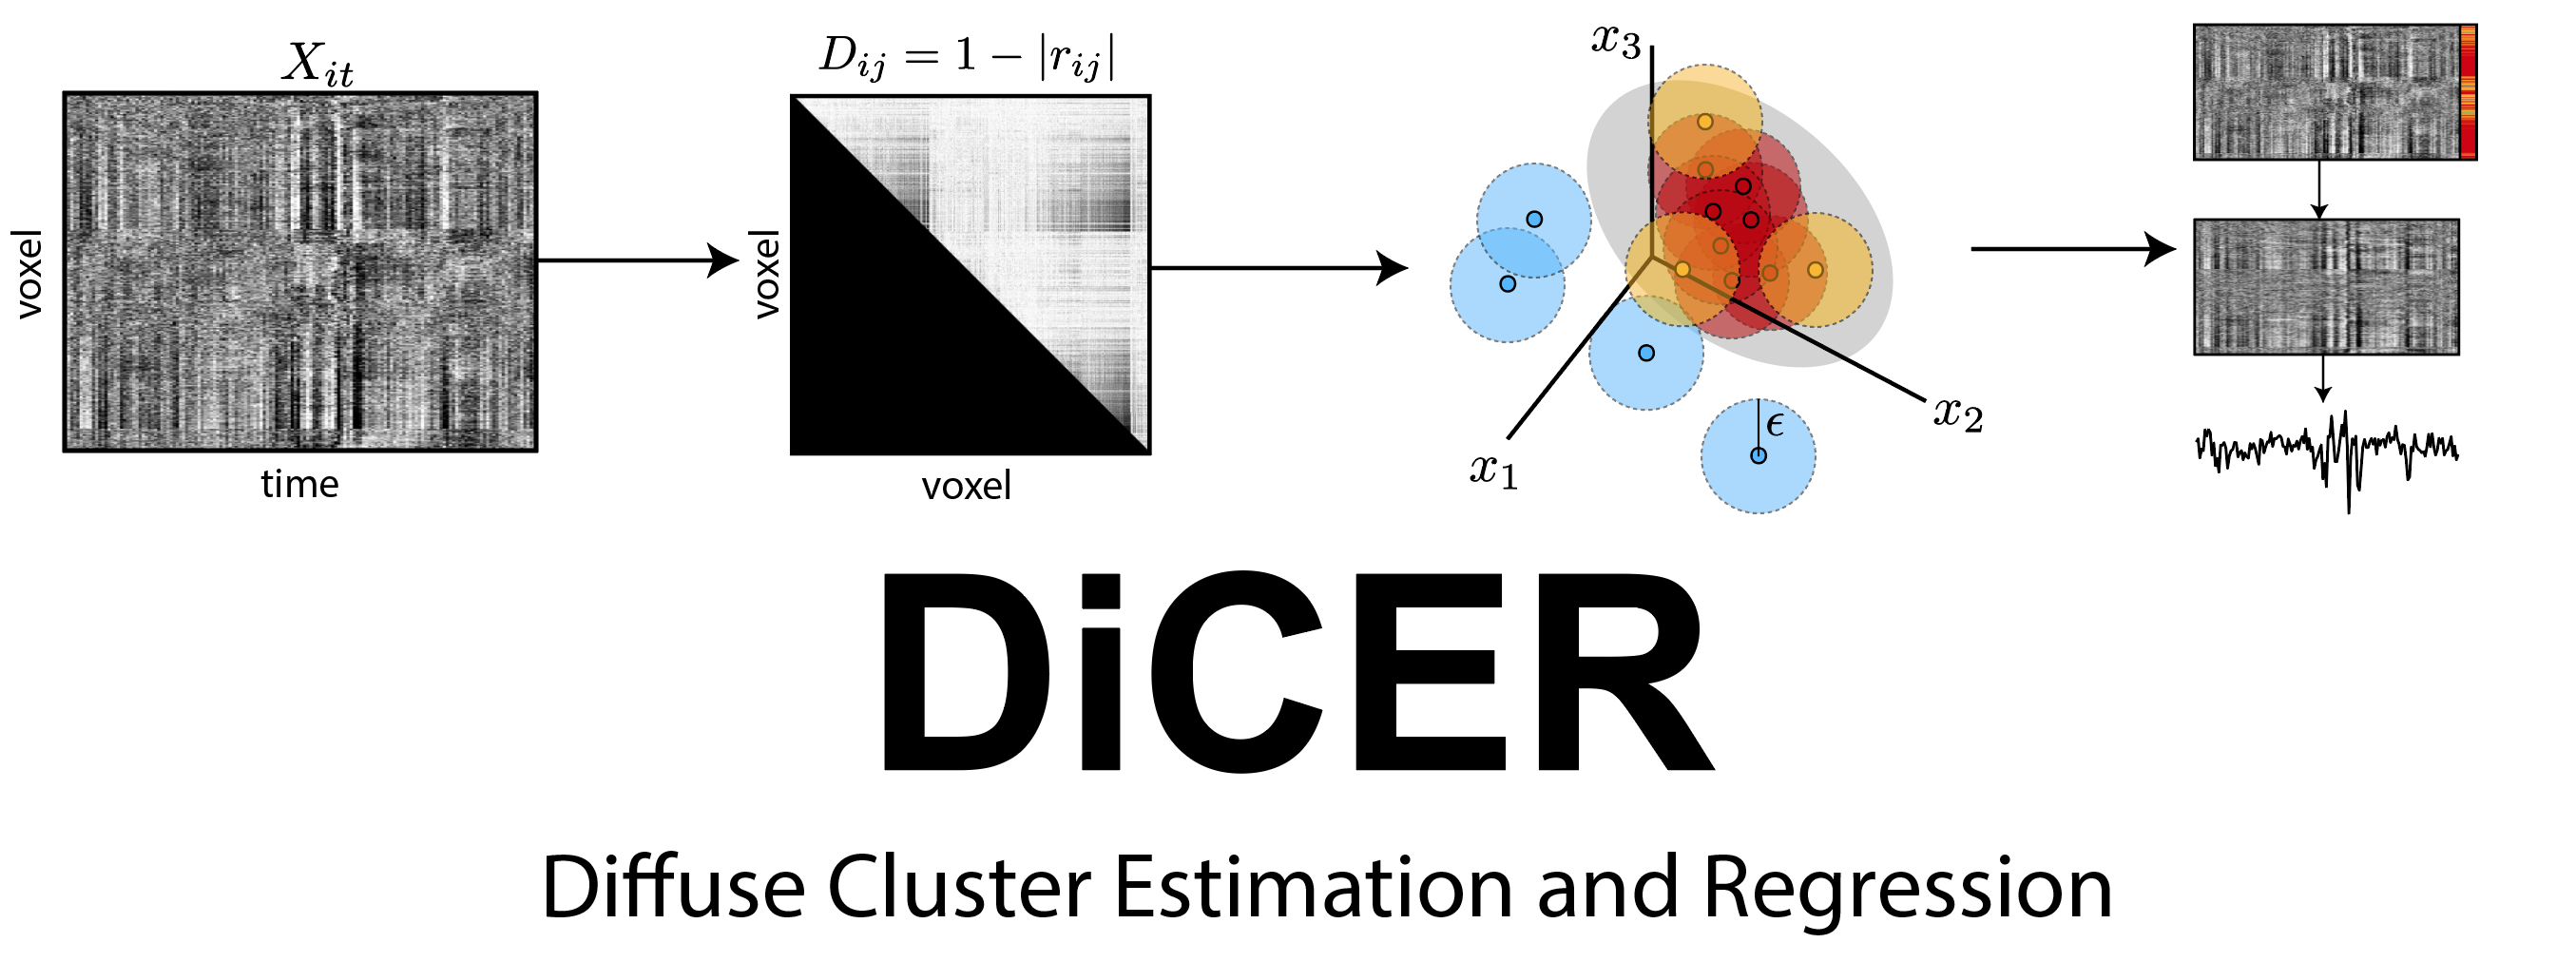 X_{it}
voxel
time
D_{ij} = 1 − |r_{ij}|
voxel
voxel
x_3
x_2
x_1
ϵ
DiCER
Diffuse Cluster Estimation and Regression